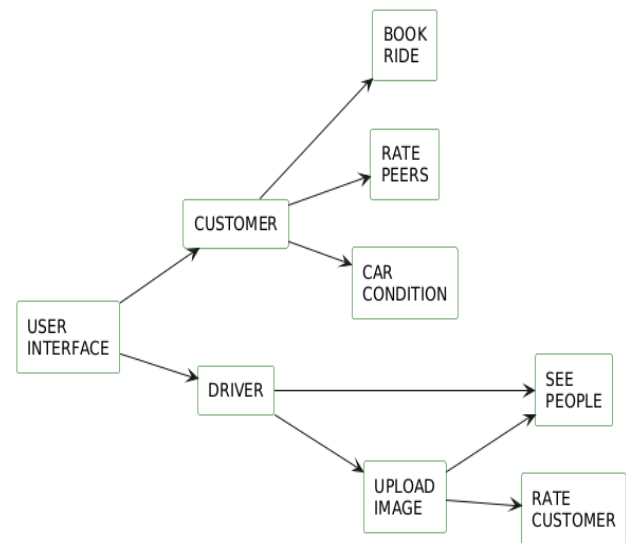 BOOK
RIDE
RATE
PEERS
CUSTOMER
CAR
CONDITION
USER
INTERFACE
DRIVER
SEE
PEOPLE
UPLOAD
IMAGE
RATE
CUSTOMER